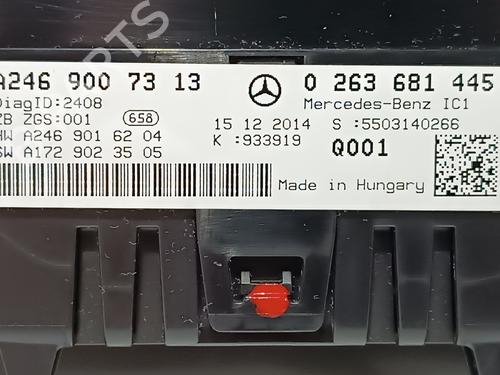 A246 900 73 13
0 263 681 445
DiagID:2408
Mercedes-Benz IC1
ZB ZGS:001
658
15 12 2014
S :5503140266
HW A246 901 62 04
K :933919
Q001
SW A172 902 35 05
Made in Hungary